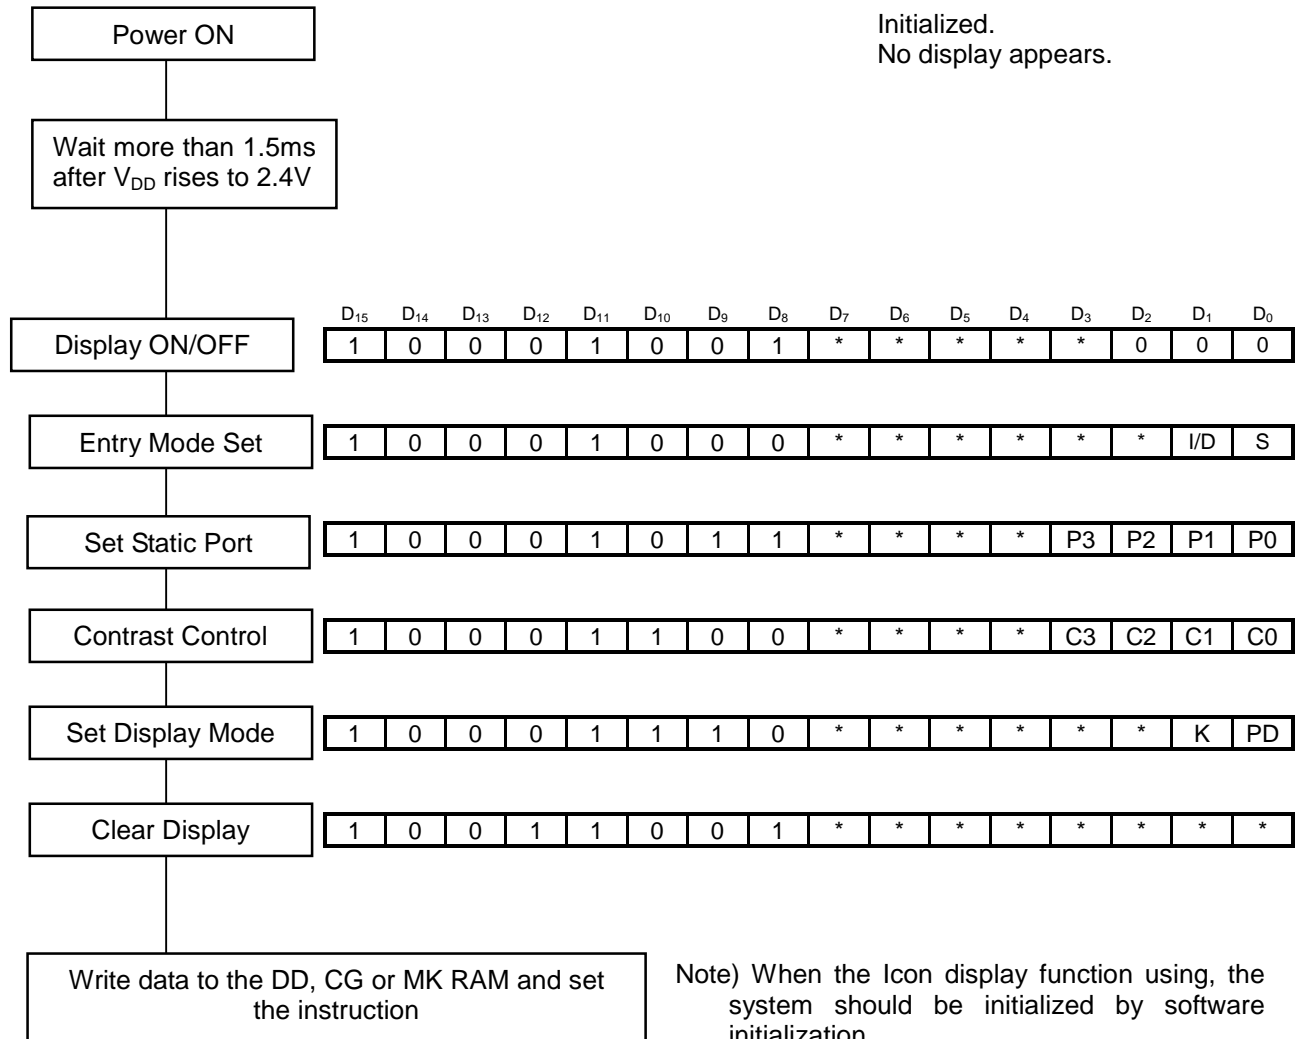 Power ON
Initialized.
No display appears.
Wait more than 1.5ms
after VDD rises to 2.4V
D15 D14 D13 D12 D11 D10 D9 D8 D7 D6 D5 D4 D3 D2 D1 D0
Display ON/OFF 1 0 0 0 1 0 0 1 * * * * * 0 0 0
Entry Mode Set 1 0 0 0 1 0 0 0 * * * * * * I/D S
Set Static Port 1 0 0 0 1 0 1 1 * * * * P3 P2 P1 P0
Contrast Control 1 0 0 0 1 1 0 0 * * * * C3 C2 C1 C0
Set Display Mode 1 0 0 0 1 1 1 0 * * * * * * K PD
Clear Display 1 0 0 1 1 0 0 1 * * * * * * * *
Write data to the DD, CG or MK RAM and set
the instruction
Note) When the Icon display function using, the
system should be initialized by software
initialization